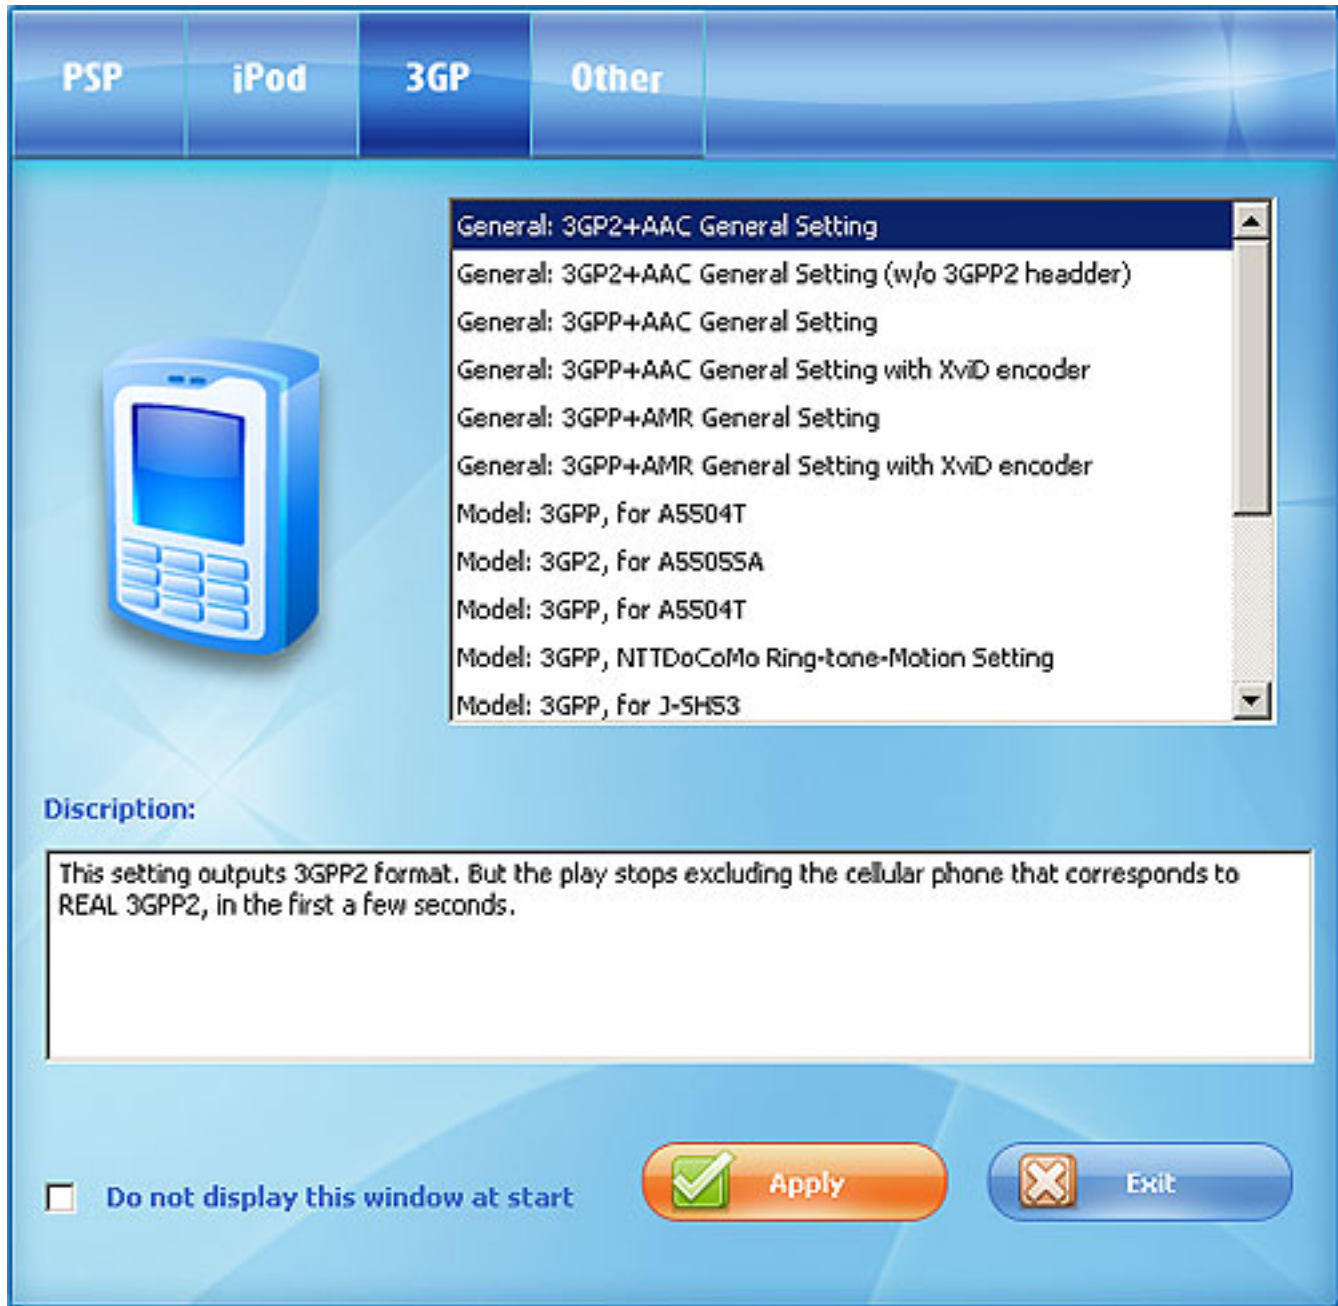 PSP iPod 3GP Other
General: 3GP2+AAC General Setting
General: 3GP2+AAC General Setting (w/o 3GPP2 headder)
General: 3GPP+AAC General Setting
General: 3GPP+AAC General Setting with XviD encoder
General: 3GPP+AMR General Setting
General: 3GPP+AMR General Setting with XviD encoder
Model: 3GPP, for A5504T
Model: 3GP2, for A5505SA
Model: 3GPP, for A5504T
Model: 3GPP, NTTDoCoMo Ring-tone-Motion Setting
Model: 3GPP, for J-SH53
Discription:
This setting outputs 3GPP2 format. But the play stops excluding the cellular phone that corresponds to
REAL 3GPP2, in the first a few seconds.
Do not display this window at start
Apply
Exit